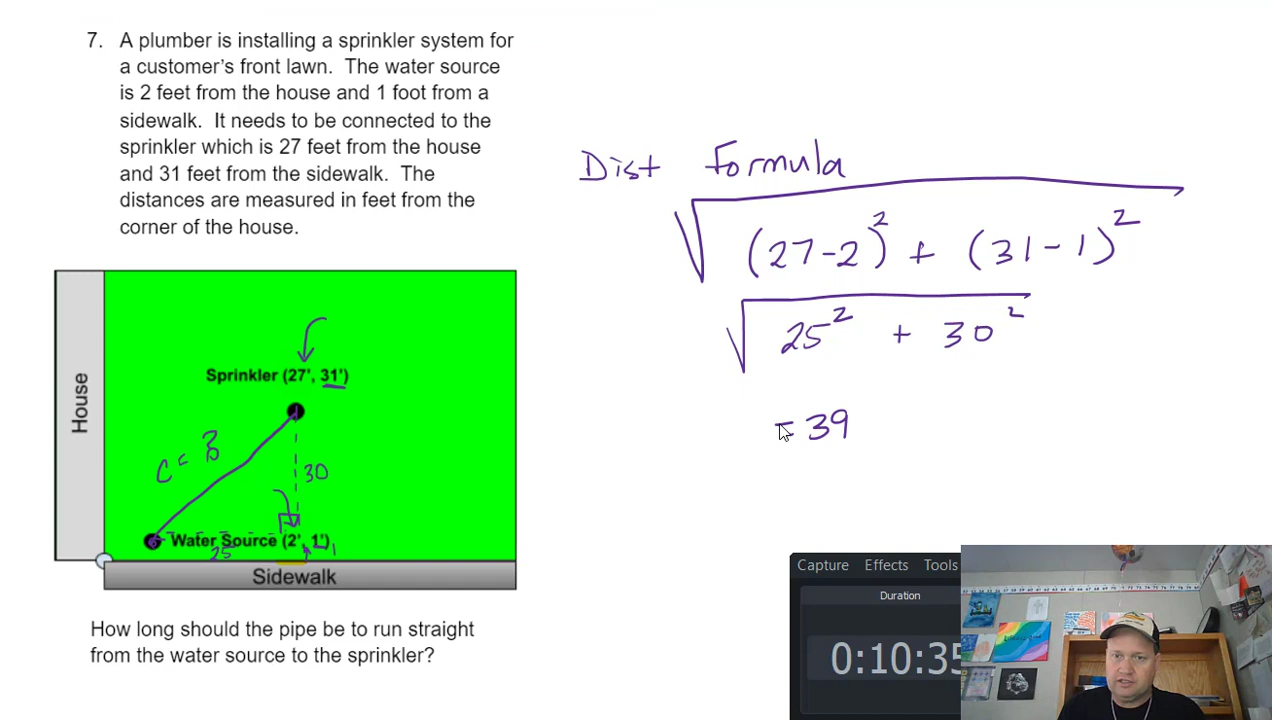 7. A plumber is installing a sprinkler system for
a customer's front lawn. The water source
is 2 feet from the house and 1 foot from a
sidewalk. It needs to be connected to the
sprinkler which is 27 feet from the house
and 31 feet from the sidewalk. The
distances are measured in feet from the
corner of the house.
House
Sprinkler (27', 31')
C =
30
Water Source (2', 1')
25
Sidewalk
How long should the pipe be to run straight
from the water source to the sprinkler?
Dist Formula
√(27-2)² + (31-1)²
√25² + 30²
= 39
Capture Effects Tools
Duration
0:10:35